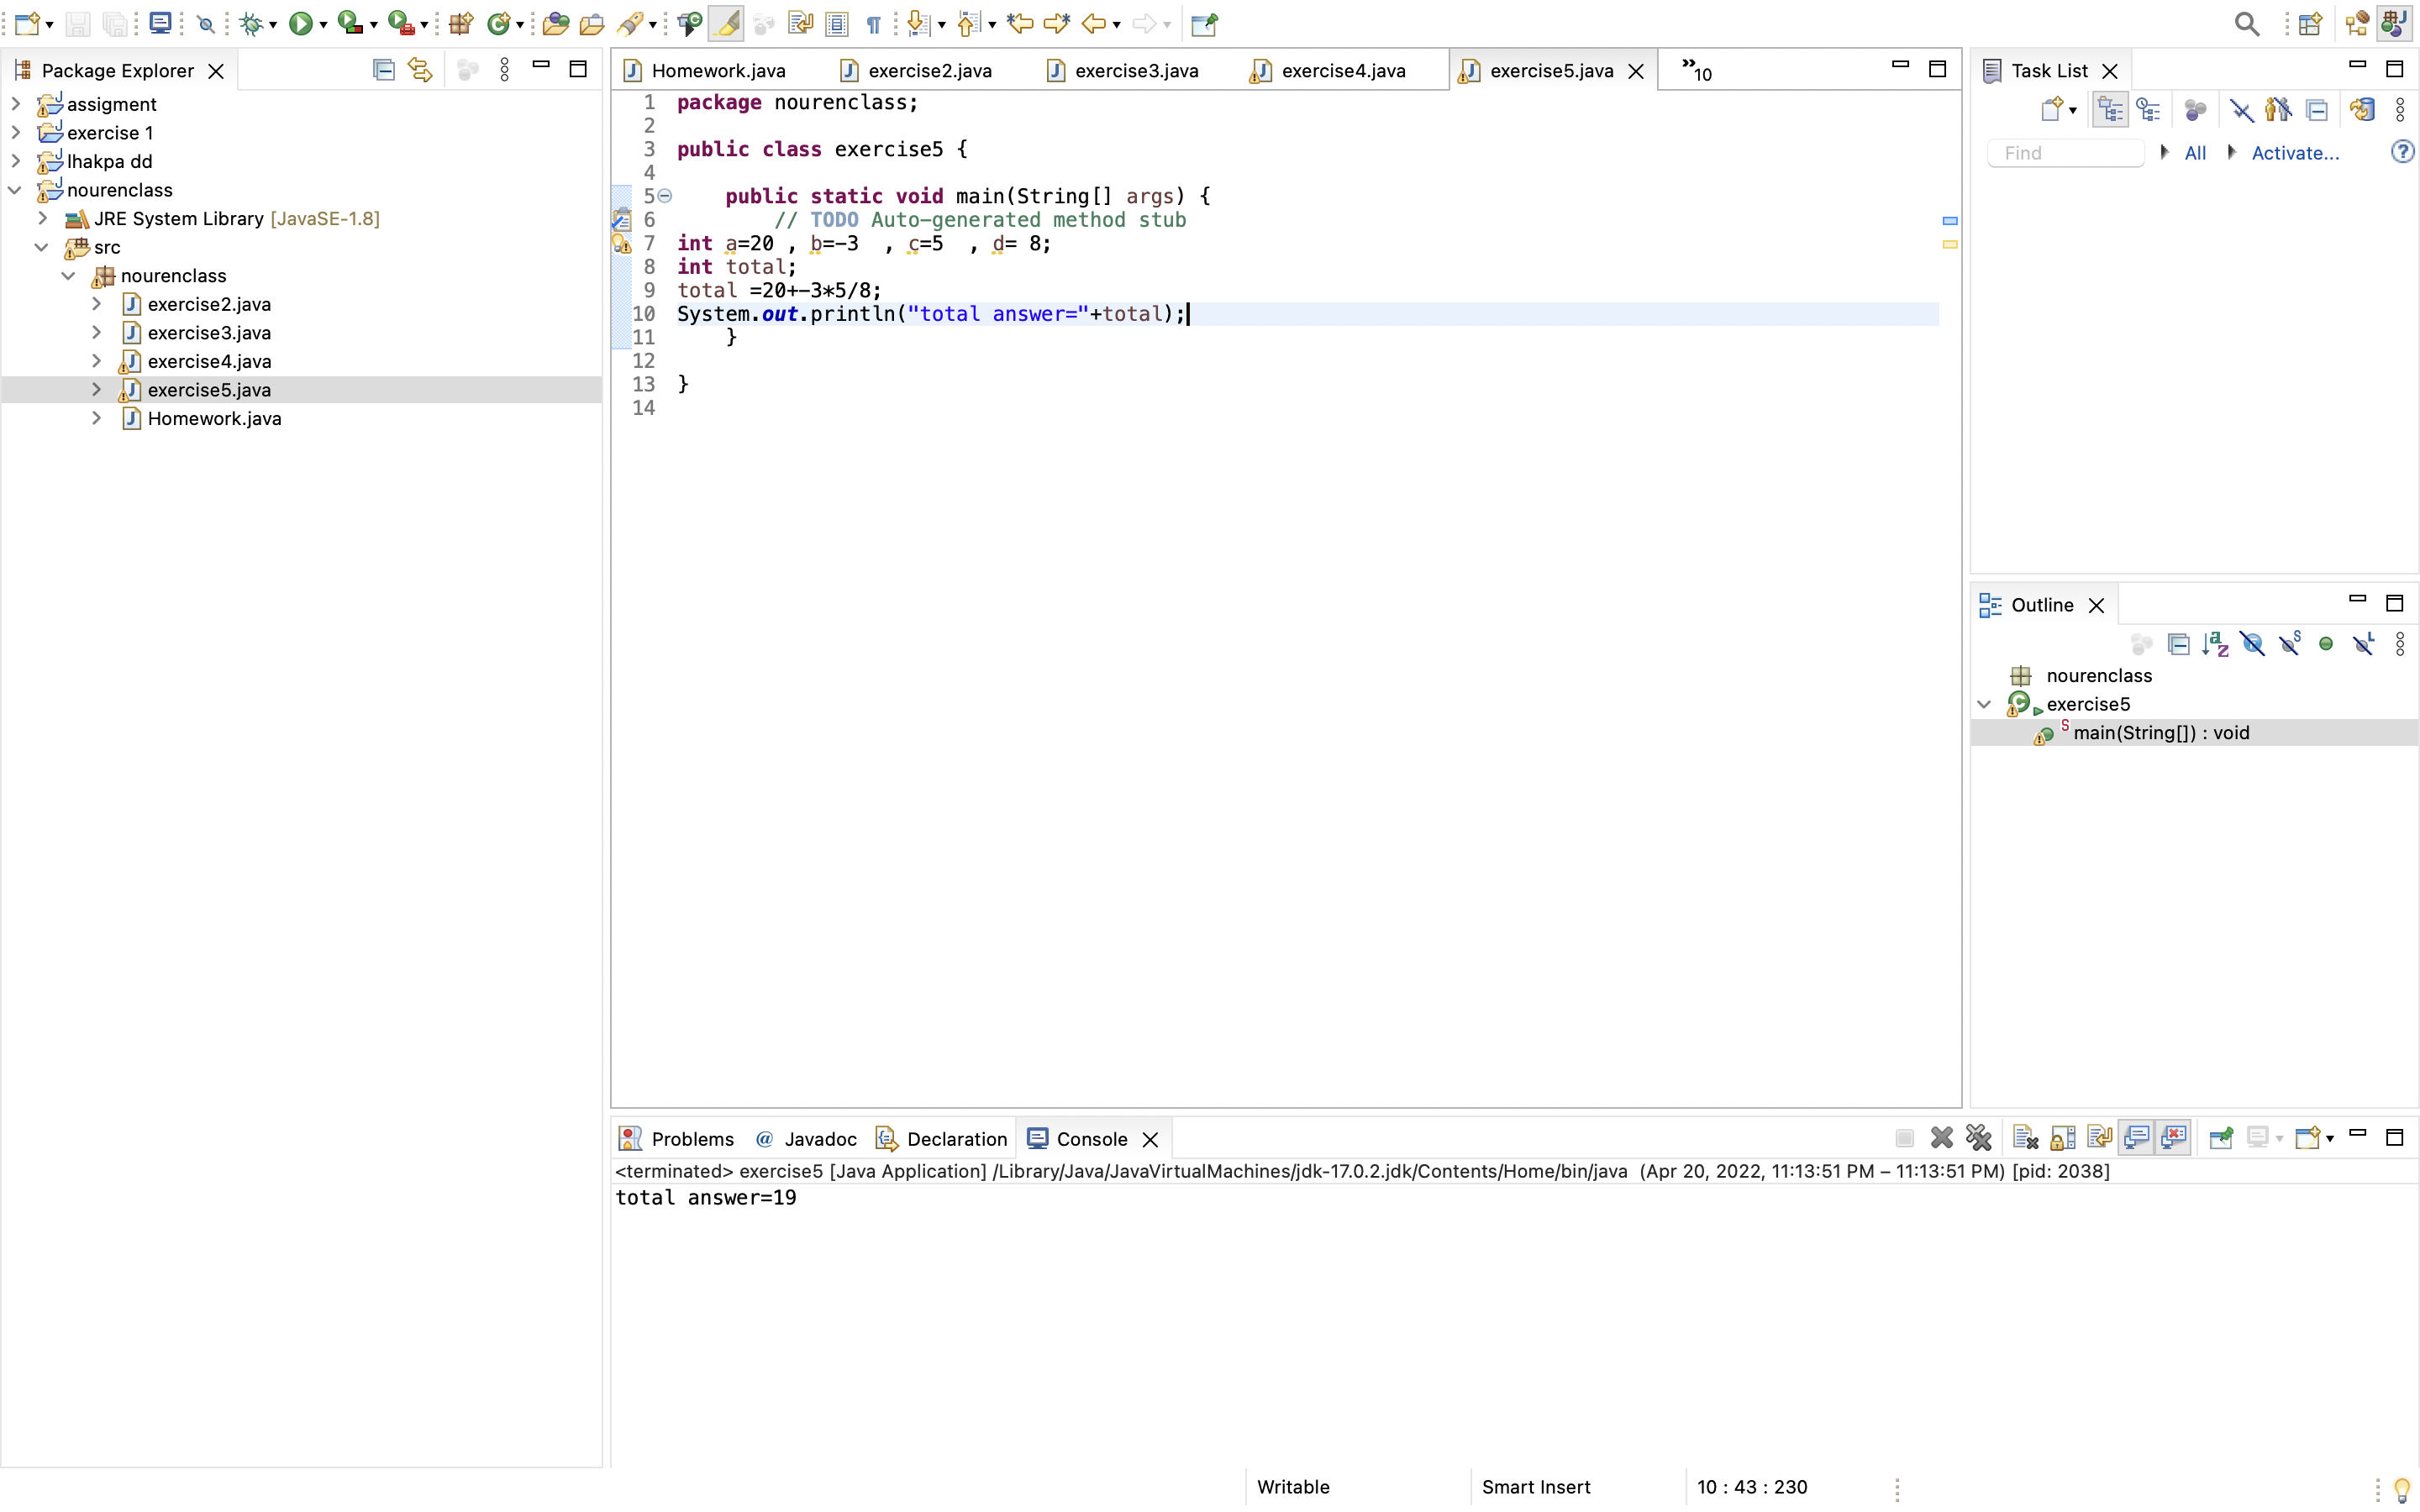 Package Explorer
assigment
exercise 1
lhakpa dd
nourenclass
JRE System Library [JavaSE-1.8]
src
nourenclass
exercise2.java
exercise3.java
exercise4.java
exercise5.java
Homework.java
Homework.java exercise2.java exercise3.java exercise4.java exercise5.java »10
1 package nourenclass;
2
3 public class exercise5 {
4
5 public static void main(String[] args) {
6 // TODO Auto-generated method stub
7 int a=20 , b=-3  , c=5  , d= 8;
8 int total;
9 total =20+-3*5/8;
10 System.out.println("total answer="+total);
11 }
12
13 }
14
Task List
Find All Activate...
Outline
nourenclass
exercise5
main(String[]) : void
Problems @ Javadoc Declaration Console
<terminated> exercise5 [Java Application] /Library/Java/JavaVirtualMachines/jdk-17.0.2.jdk/Contents/Home/bin/java (Apr 20, 2022, 11:13:51 PM – 11:13:51 PM) [pid: 2038]
total answer=19
Writable Smart Insert 10 : 43 : 230